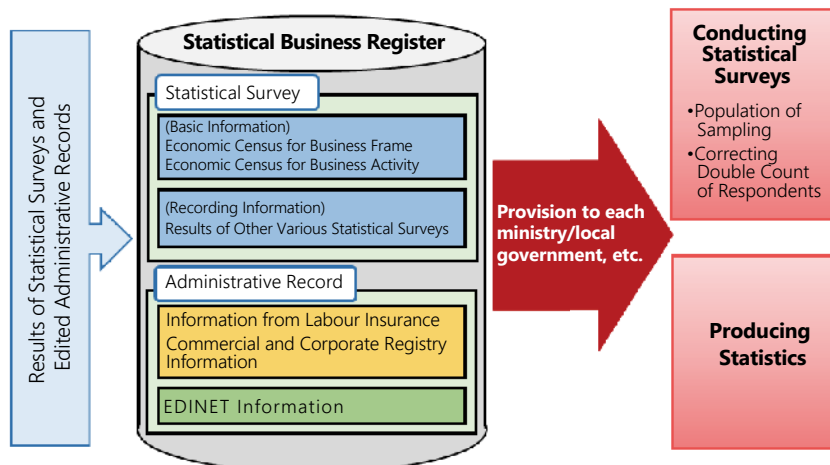 Results of Statistical Surveys and
Edited Administrative Records
Statistical Business Register
Statistical Survey
(Basic Information)
Economic Census for Business Frame
Economic Census for Business Activity
(Recording Information)
Results of Other Various Statistical Surveys
Administrative Record
Information from Labour Insurance
Commercial and Corporate Registry
Information
EDINET Information
Provision to each
ministry/local
government, etc.
Conducting
Statistical
Surveys
•Population of
Sampling
•Correcting
Double Count
of Respondents
Producing
Statistics